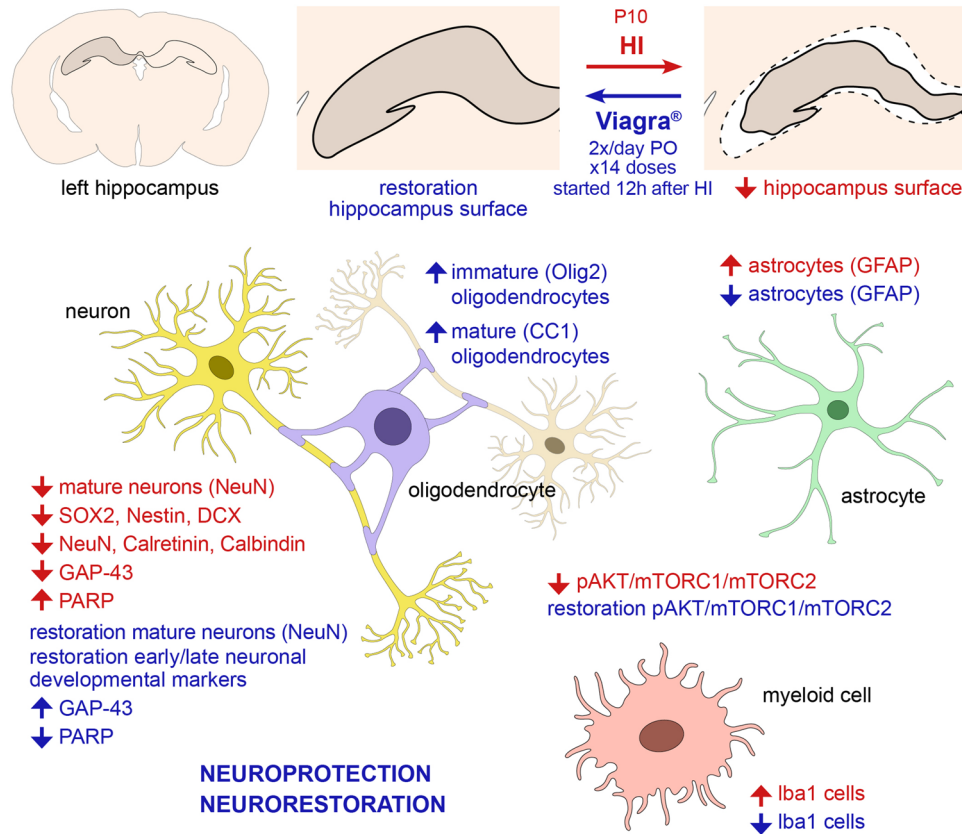 P10
HI
Viagra®
2x/day PO
x14 doses
started 12h after HI
left hippocampus
restoration
hippocampus surface
↓ hippocampus surface
neuron
↑ immature (Olig2)
oligodendrocytes
↑ mature (CC1)
oligodendrocytes
↑ astrocytes (GFAP)
↓ astrocytes (GFAP)
oligodendrocyte
astrocyte
↓ mature neurons (NeuN)
↓ SOX2, Nestin, DCX
↓ NeuN, Calretinin, Calbindin
↓ GAP-43
↑ PARP
restoration mature neurons (NeuN)
restoration early/late neuronal
developmental markers
↑ GAP-43
↓ PARP
↓ pAKT/mTORC1/mTORC2
restoration pAKT/mTORC1/mTORC2
myeloid cell
↑ Iba1 cells
↓ Iba1 cells
NEUROPROTECTION
NEURORESTORATION